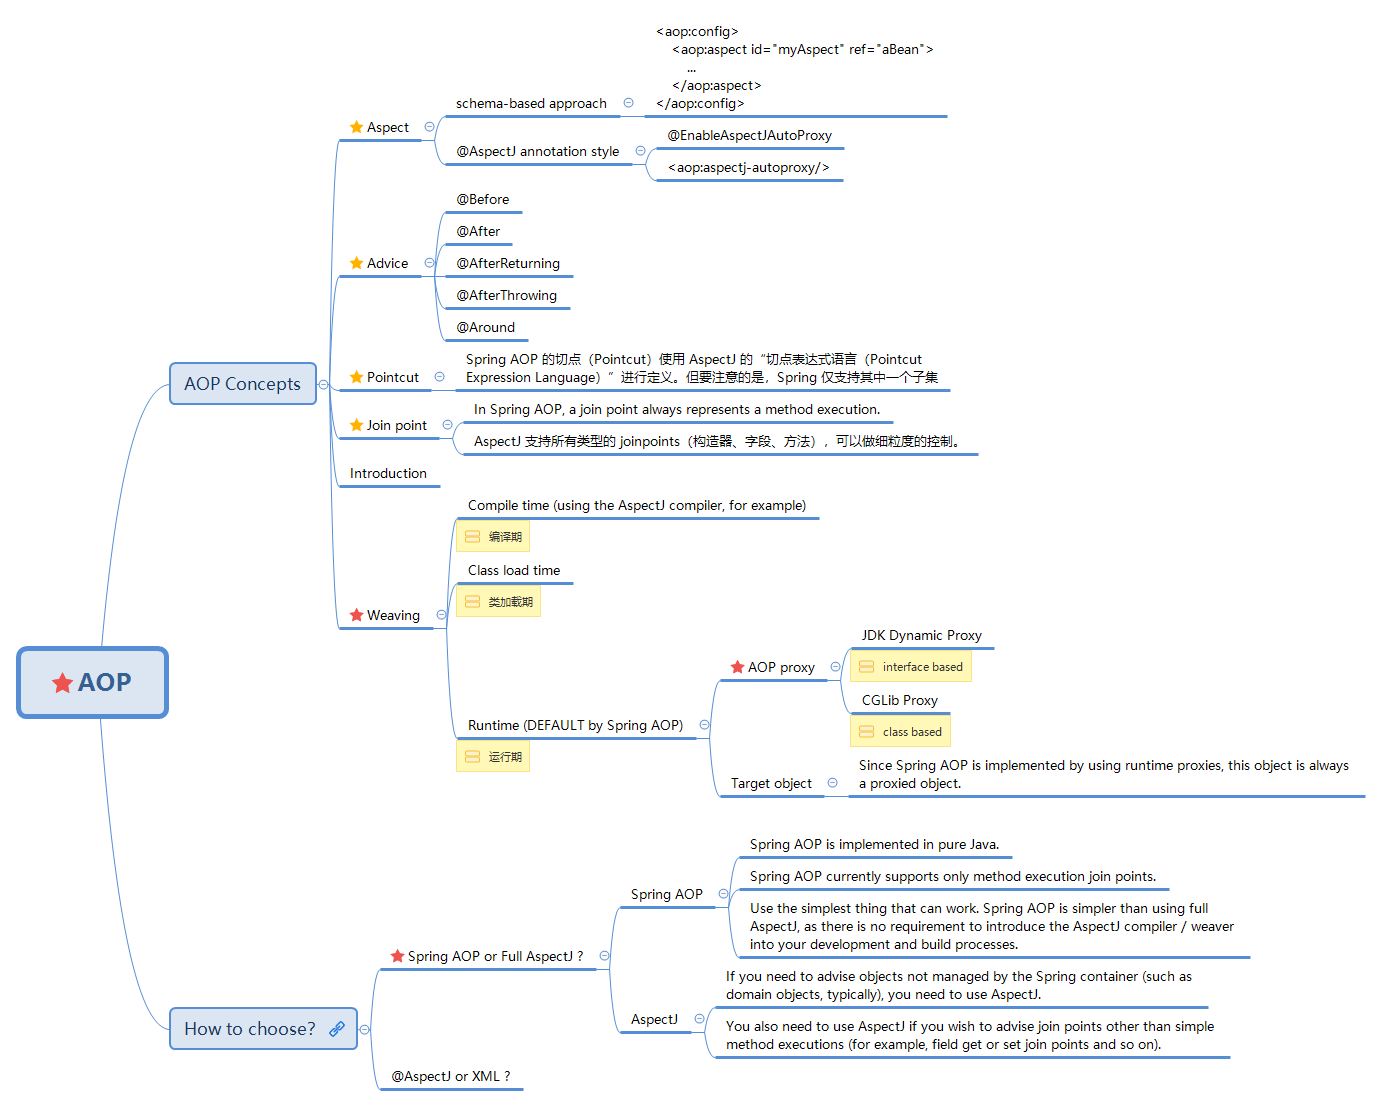 AOP
AOP Concepts
Aspect
schema-based approach
<aop:config>
<aop:aspect id="myAspect" ref="aBean">
...
</aop:aspect>
</aop:config>
@AspectJ annotation style
@EnableAspectJAutoProxy
<aop:aspectj-autoproxy/>
Advice
@Before
@After
@AfterReturning
@AfterThrowing
@Around
Pointcut
Spring AOP 的切点（Pointcut）使用 AspectJ 的“切点表达式语言（Pointcut
Expression Language）”进行定义。但要注意的是，Spring 仅支持其中一个子集
Join point
In Spring AOP, a join point always represents a method execution.
AspectJ 支持所有类型的 joinpoints（构造器、字段、方法），可以做细粒度的控制。
Introduction
Weaving
Compile time (using the AspectJ compiler, for example)
编译期
Class load time
类加载期
Runtime (DEFAULT by Spring AOP)
运行期
AOP proxy
JDK Dynamic Proxy
interface based
CGLib Proxy
class based
Target object
Since Spring AOP is implemented by using runtime proxies, this object is always
a proxied object.
How to choose?
Spring AOP or Full AspectJ ?
Spring AOP
Spring AOP is implemented in pure Java.
Spring AOP currently supports only method execution join points.
Use the simplest thing that can work. Spring AOP is simpler than using full
AspectJ, as there is no requirement to introduce the AspectJ compiler / weaver
into your development and build processes.
AspectJ
If you need to advise objects not managed by the Spring container (such as
domain objects, typically), you need to use AspectJ.
You also need to use AspectJ if you wish to advise join points other than simple
method executions (for example, field get or set join points and so on).
@AspectJ or XML ?